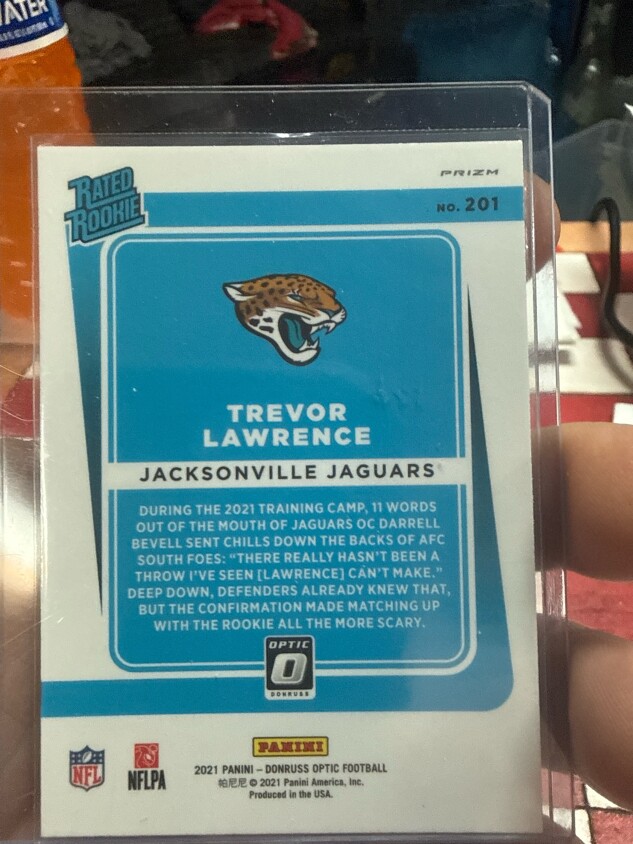 WATER
RATED
ROOKIE
PRIZM
NO. 201
TREVOR
LAWRENCE
JACKSONVILLE JAGUARS
DURING THE 2021 TRAINING CAMP, 11 WORDS
OUT OF THE MOUTH OF JAGUARS OC DARRELL
BEVELL SENT CHILLS DOWN THE BACKS OF AFC
SOUTH FOES: “THERE REALLY HASN’T BEEN A
THROW I’VE SEEN [LAWRENCE] CAN’T MAKE.”
DEEP DOWN, DEFENDERS ALREADY KNEW THAT,
BUT THE CONFIRMATION MADE MATCHING UP
WITH THE ROOKIE ALL THE MORE SCARY.
OPTIC
O
DONRUSS
PANINI
NFL
NFLPA
2021 PANINI – DONRUSS OPTIC FOOTBALL
帕尼尼 © 2021 Panini America, Inc.
Produced in the USA.